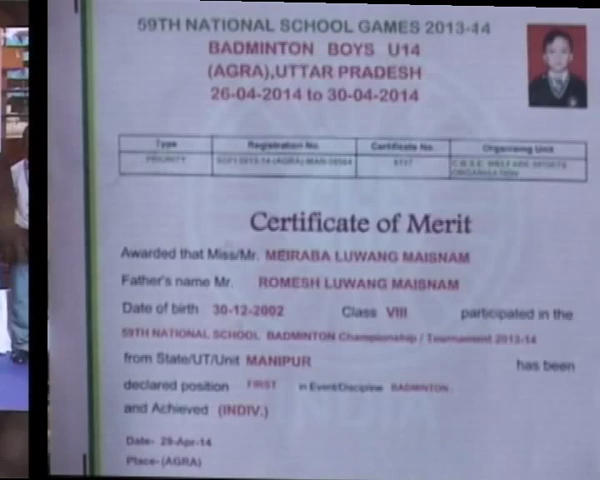 59TH NATIONAL SCHOOL GAMES 2013-14
BADMINTON BOYS U14
(AGRA),UTTAR PRADESH
26-04-2014 to 30-04-2014
Type Registration No. Certificate No. Organising Unit
PRIORITY C.B.S.E. WELFARE SPORTS
ORGANISATION
Certificate of Merit
Awarded that Miss/Mr. MEIRABA LUWANG MAISNAM
Father's name Mr. ROMESH LUWANG MAISNAM
Date of birth 30-12-2002 Class VIII participated in the
59TH NATIONAL SCHOOL BADMINTON Championship / Tournament 2013-14
from State/UT/Unit MANIPUR has been
declared position FIRST in Event/Discipline BADMINTON
and Achieved (INDIV.)
Date- 29-Apr-14
Place- (AGRA)